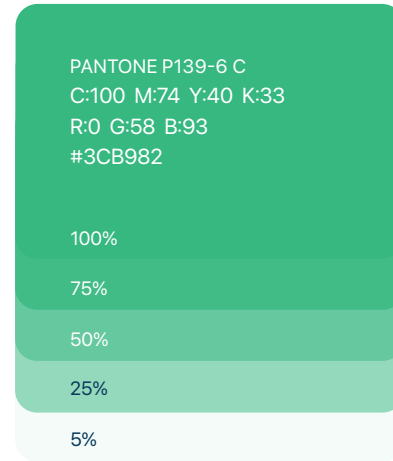 PANTONE P139-6 C
C:100 M:74 Y:40 K:33
R:0 G:58 B:93
#3CB982
100%
75%
50%
25%
5%